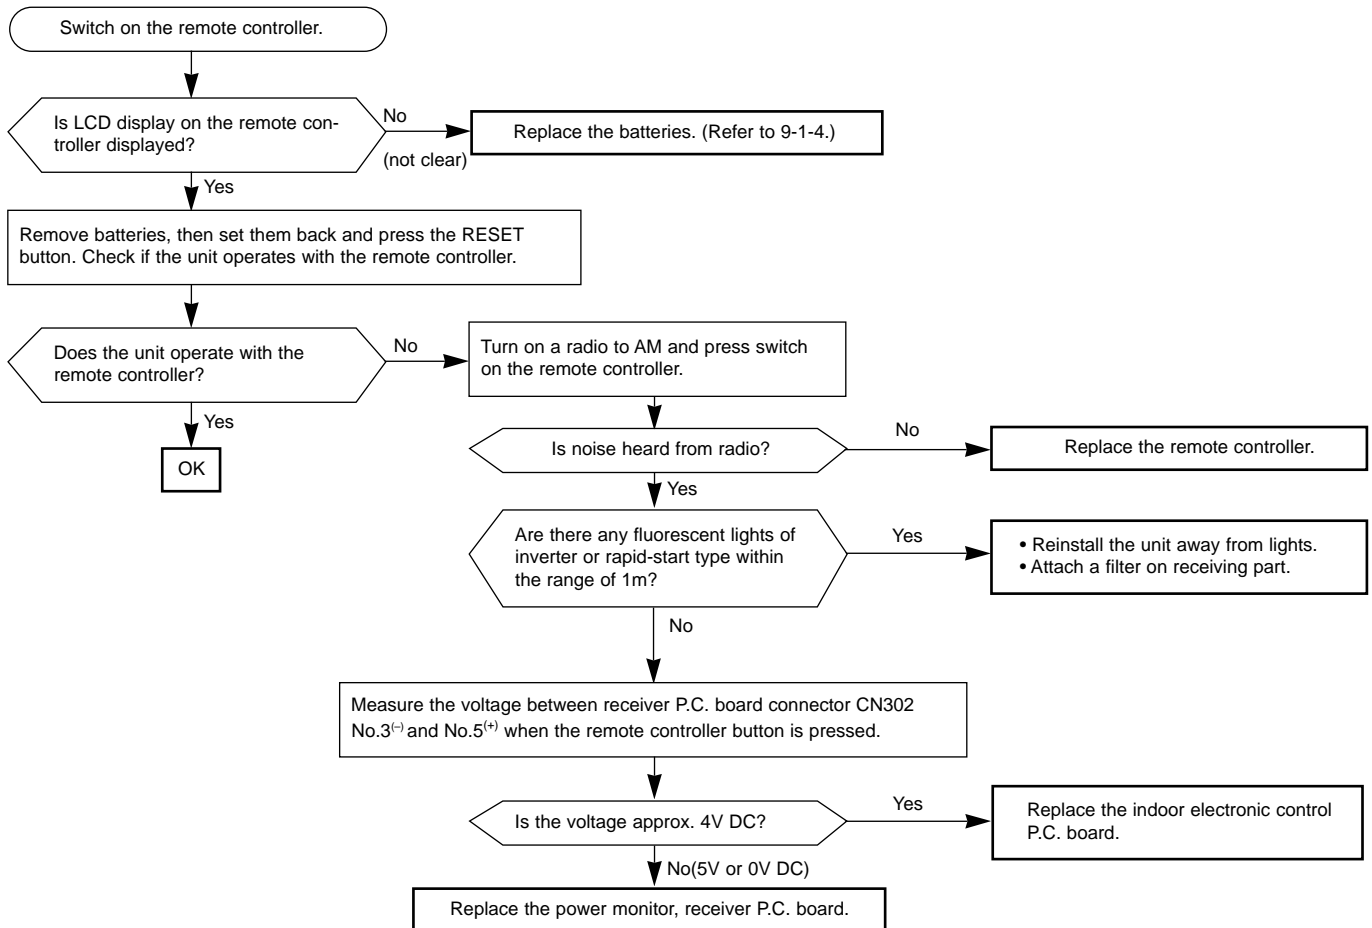 Switch on the remote controller.
Is LCD display on the remote con-
troller displayed?
No
(not clear)
Replace the batteries. (Refer to 9-1-4.)
Yes
Remove batteries, then set them back and press the RESET
button. Check if the unit operates with the remote controller.
Does the unit operate with the
remote controller?
No
Turn on a radio to AM and press switch
on the remote controller.
Yes
OK
Is noise heard from radio?
No
Replace the remote controller.
Yes
Are there any fluorescent lights of
inverter or rapid-start type within
the range of 1m?
Yes
• Reinstall the unit away from lights.
• Attach a filter on receiving part.
No
Measure the voltage between receiver P.C. board connector CN302
No.3(–) and No.5(+) when the remote controller button is pressed.
Is the voltage approx. 4V DC?
Yes
Replace the indoor electronic control
P.C. board.
No(5V or 0V DC)
Replace the power monitor, receiver P.C. board.